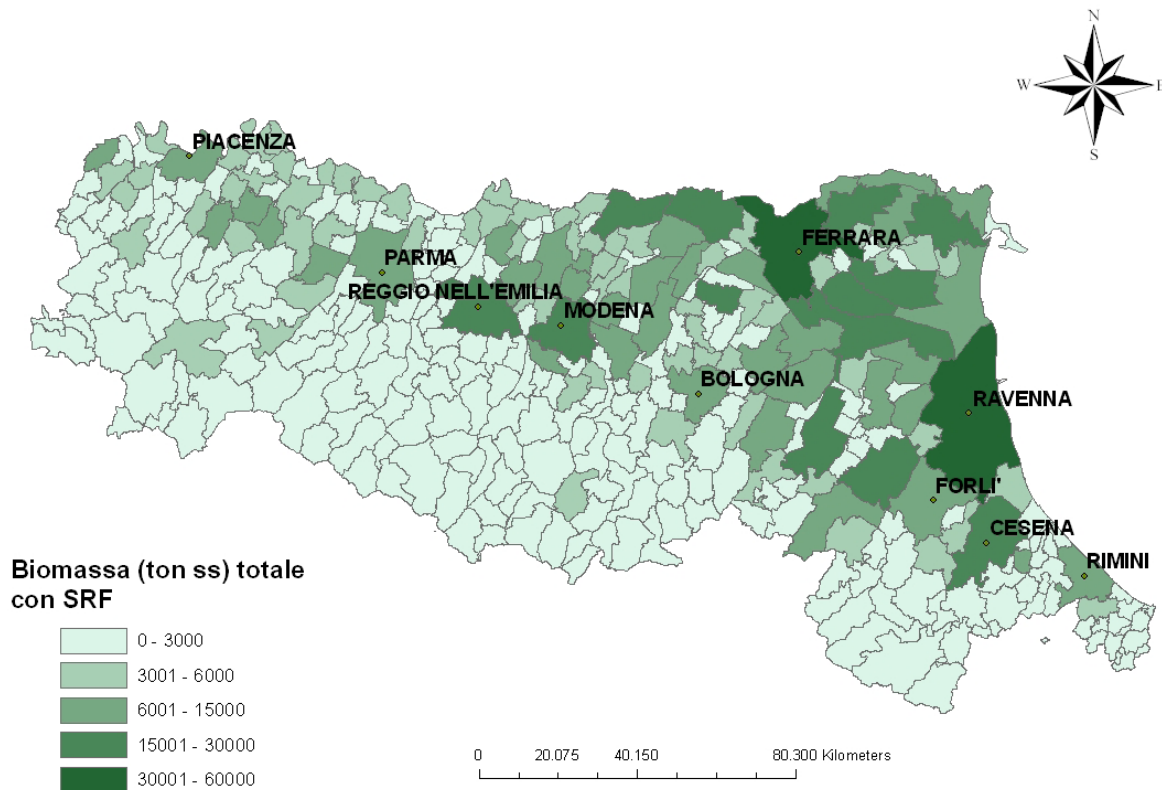 N
W
E
S
PIACENZA
FERRARA
PARMA
REGGIO NELL'EMILIA
MODENA
BOLOGNA
RAVENNA
FORLI'
CESENA
RIMINI
Biomassa (ton ss) totale
con SRF
0 - 3000
3001 - 6000
6001 - 15000
15001 - 30000
30001 - 60000
0 20.075 40.150 80.300 Kilometers